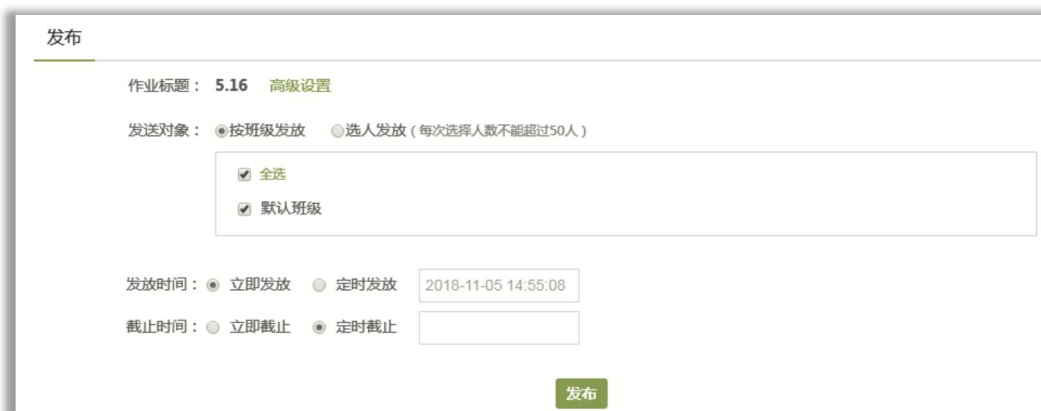 发布
作业标题： 5.16 高级设置
发送对象： 按班级发放 选人发放 ( 每次选择人数不能超过50人 )
全选
默认班级
发放时间： 立即发放 定时发放 2018-11-05 14:55:08
截止时间： 立即截止 定时截止
发布